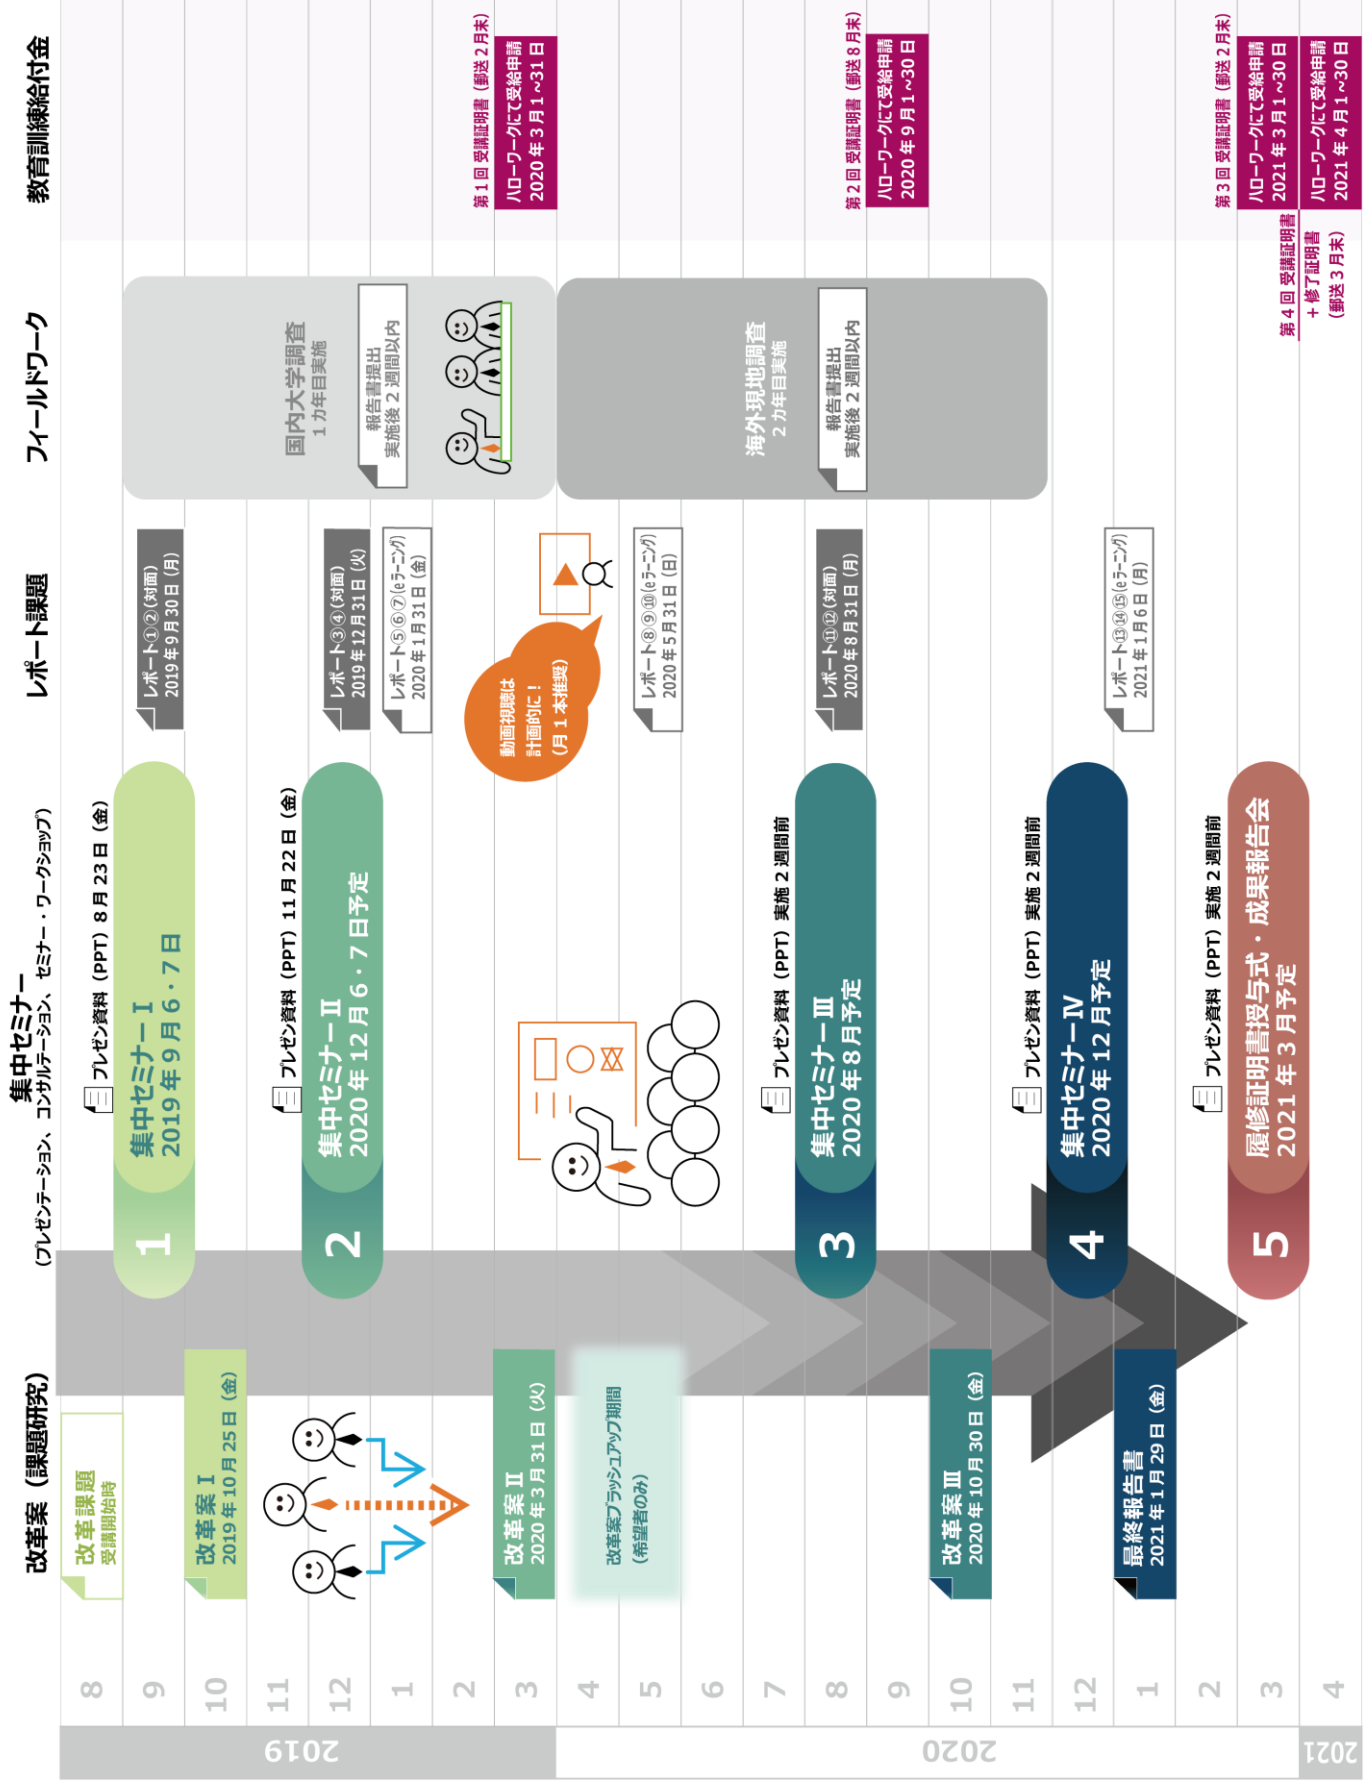 改革案（課題研究）
集中セミナー
（プレゼンテーション、コンサルテーション、セミナー・ワークショップ）
レポート課題
フィールドワーク
教育訓練給付金
2019
8
9
10
11
12
1
2
3
2020
4
5
6
7
8
9
10
11
12
1
2
3
2021
4
改革課題
受講開始時
改革案 Ⅰ
2019年10月25日（金）
改革案 Ⅱ
2020年3月31日（火）
改革案ブラッシュアップ期間
（希望者のみ）
改革案 Ⅲ
2020年10月30日（金）
最終報告書
2021年1月29日（金）
プレゼン資料（PPT）8月23日（金）
1
集中セミナーⅠ
2019年9月6・7日
プレゼン資料（PPT）11月22日（金）
2
集中セミナーⅡ
2020年12月6・7日予定
プレゼン資料（PPT）実施2週間前
3
集中セミナーⅢ
2020年8月予定
プレゼン資料（PPT）実施2週間前
4
集中セミナーⅣ
2020年12月予定
プレゼン資料（PPT）実施2週間前
5
履修証明書授与式・成果報告会
2021年3月予定
レポート①②(対面)
2019年9月30日（月）
レポート③④(対面)
2019年12月31日（火）
レポート⑤⑥⑦(eラーニング)
2020年1月31日（金）
動画視聴は
計画的に！
（月1本推奨）
レポート⑧⑨⑩(eラーニング)
2020年5月31日（日）
レポート⑪⑫(対面)
2020年8月31日（月）
レポート⑬⑭⑮(eラーニング)
2021年1月6日（月）
国内大学調査
1カ年目実施
報告書提出
実施後2週間以内
海外現地調査
2カ年目実施
報告書提出
実施後2週間以内
第1回 受講証明書（郵送2月末）
ハローワークにて受給申請
2020年3月1~31日
第2回 受講証明書（郵送8月末）
ハローワークにて受給申請
2020年9月1~30日
第3回 受講証明書（郵送2月末）
ハローワークにて受給申請
2021年3月1~30日
第4回 受講証明書
+ 修了証明書
（郵送3月末）
ハローワークにて受給申請
2021年4月1~30日